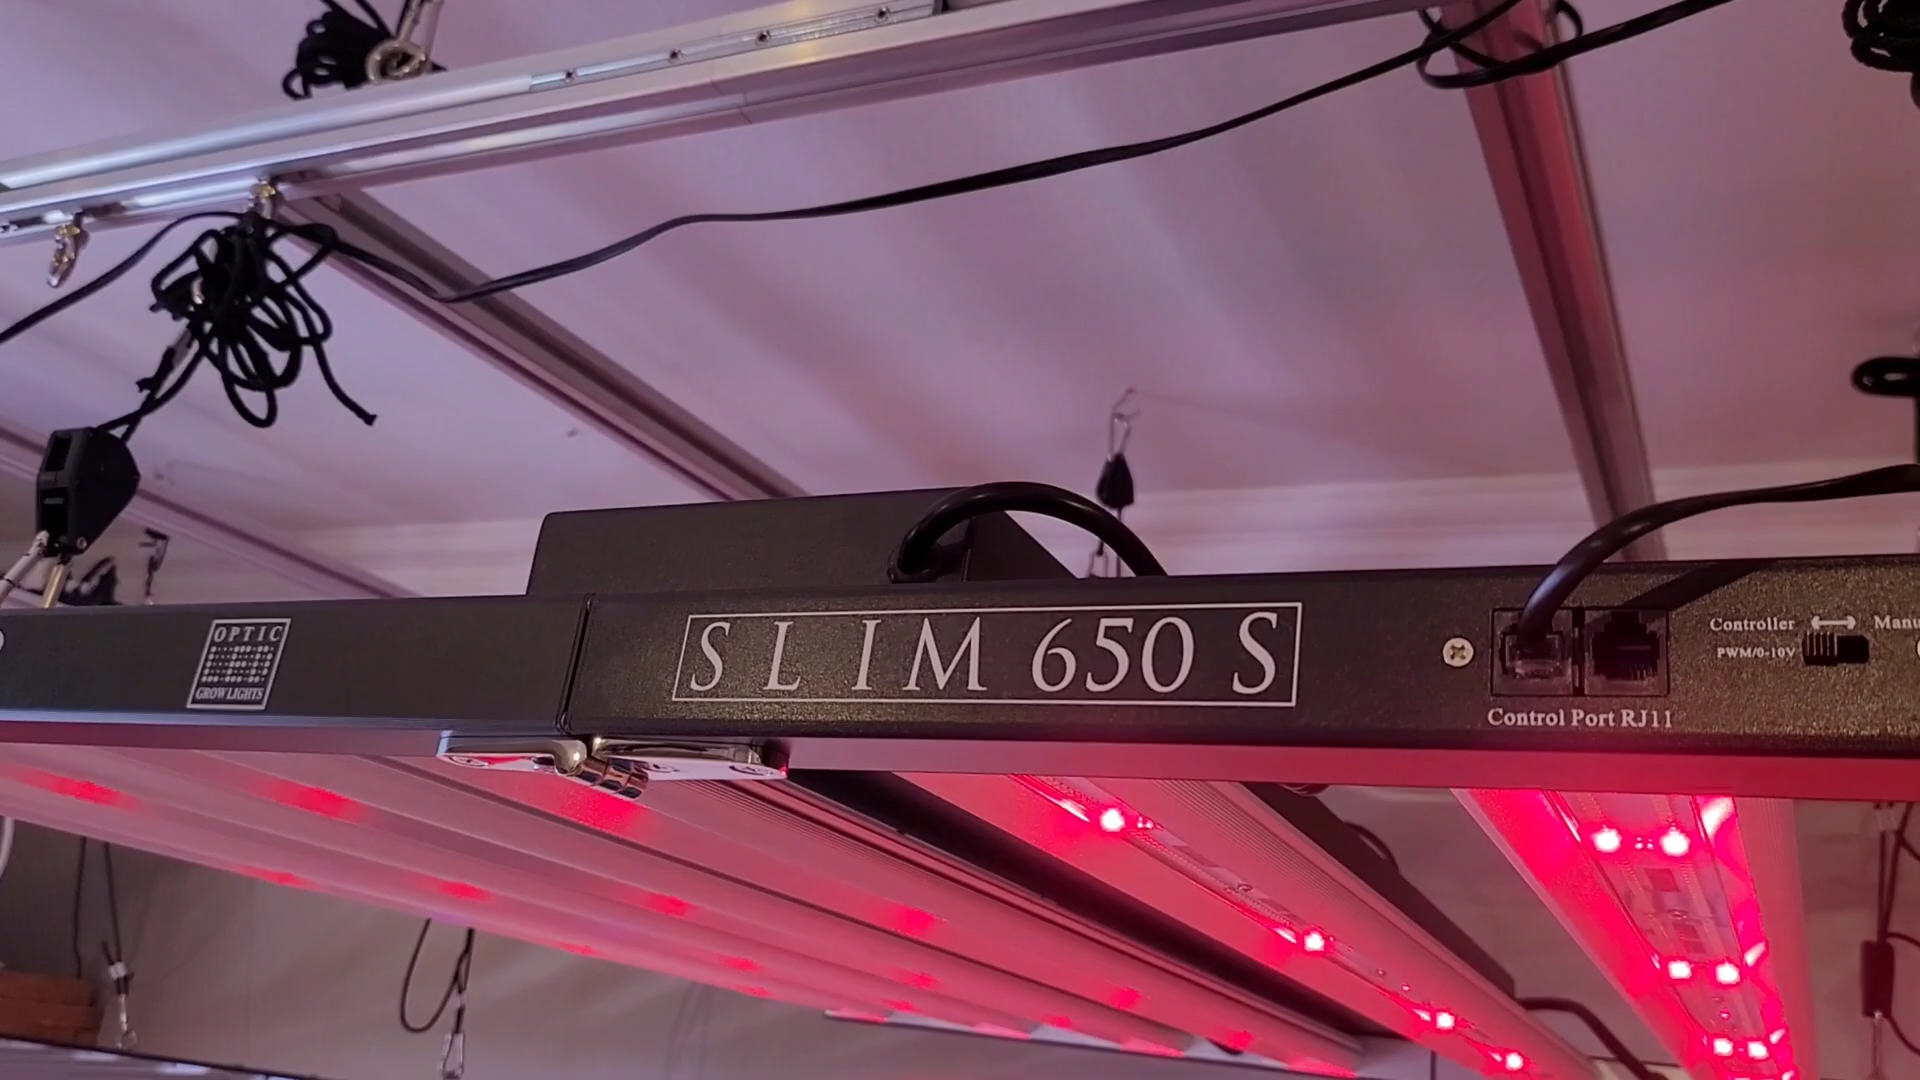 OPTIC
GROW LIGHTS
SLIM 650 S
Control Port RJ11
Controller
PWM/0-10V